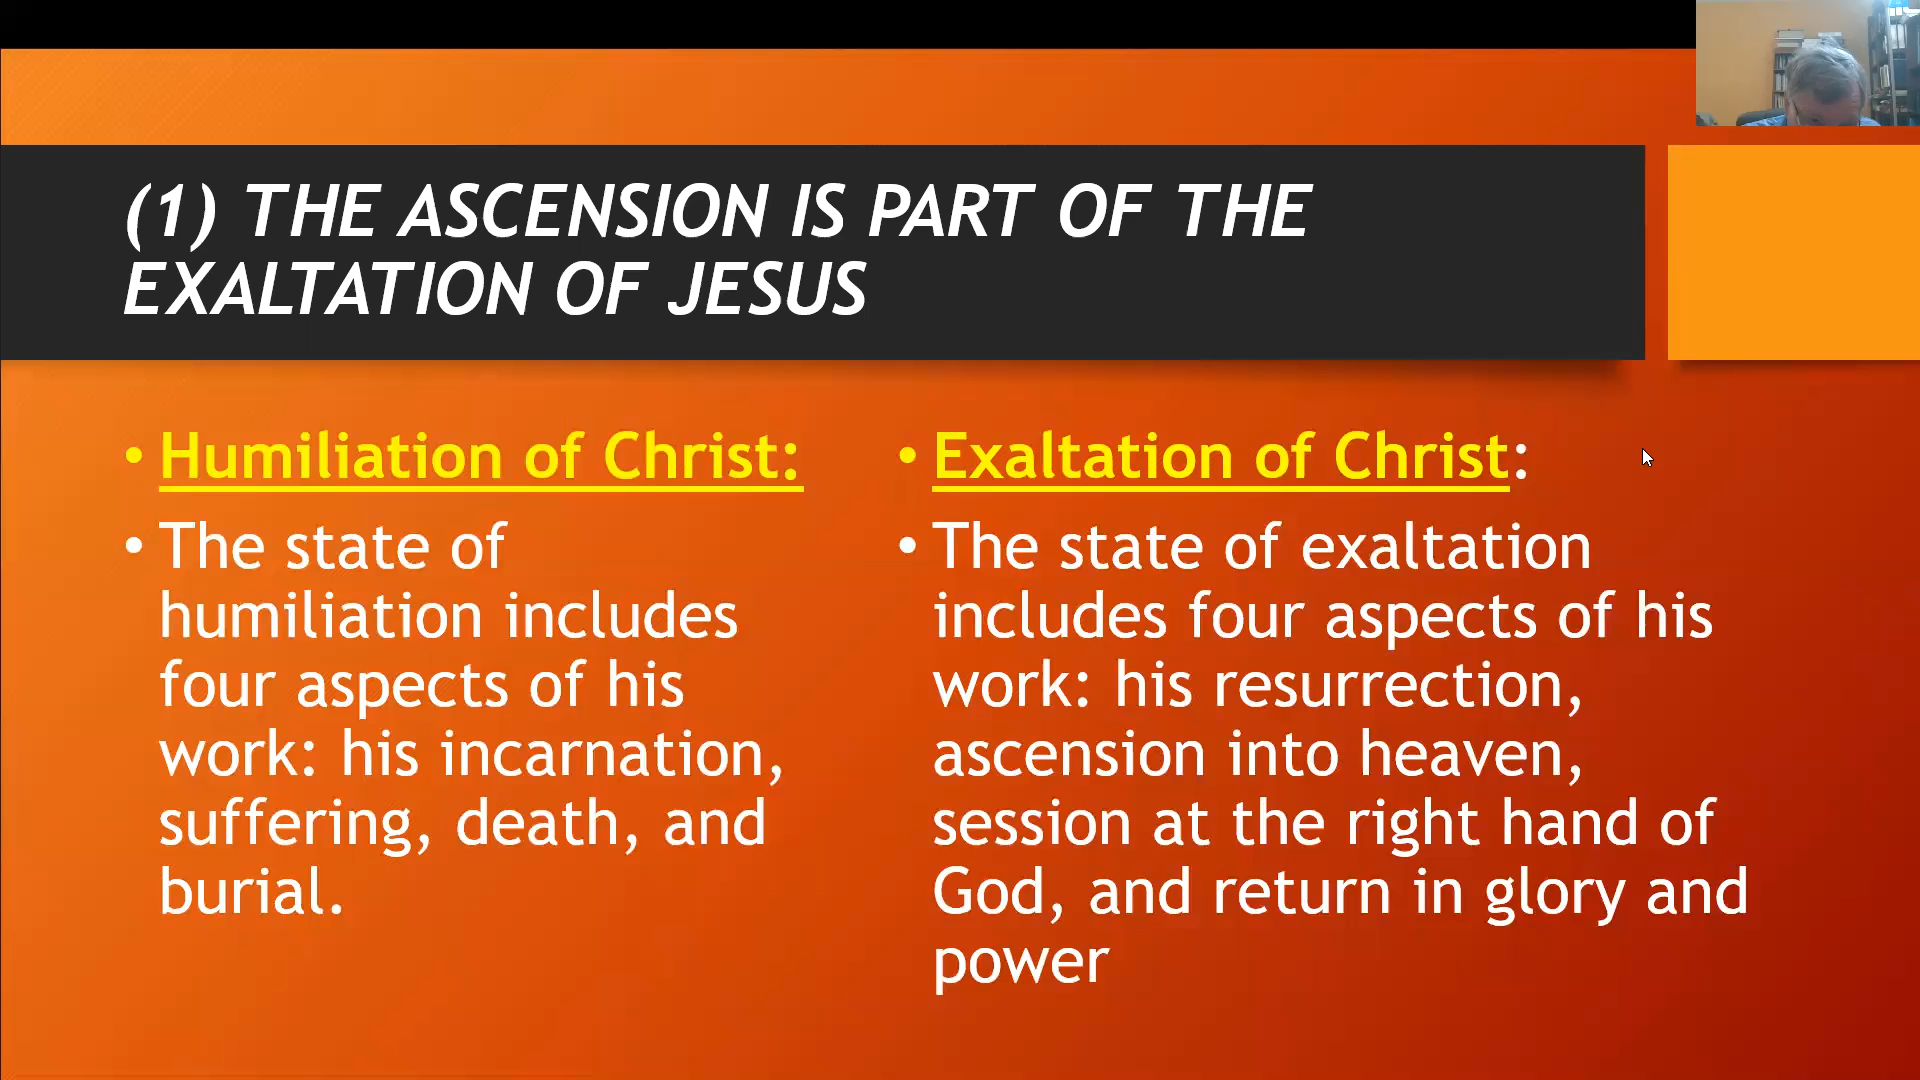 (1) THE ASCENSION IS PART OF THE
EXALTATION OF JESUS
• Humiliation of Christ:
• The state of
humiliation includes
four aspects of his
work: his incarnation,
suffering, death, and
burial.
• Exaltation of Christ:
• The state of exaltation
includes four aspects of his
work: his resurrection,
ascension into heaven,
session at the right hand of
God, and return in glory and
power